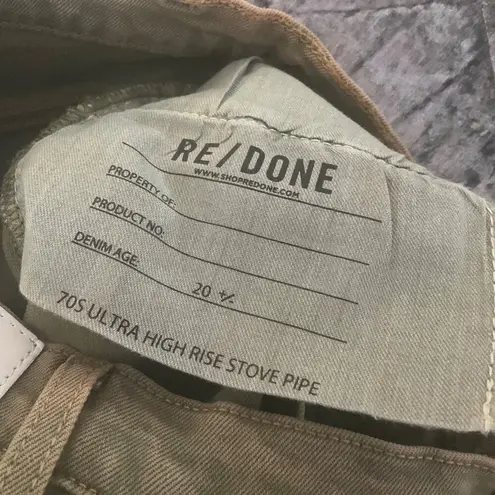 RE/DONE
WWW.SHOPREDONE.COM
PROPERTY OF:
PRODUCT NO:
DENIM AGE: 20 +/-
70S ULTRA HIGH RISE STOVE PIPE